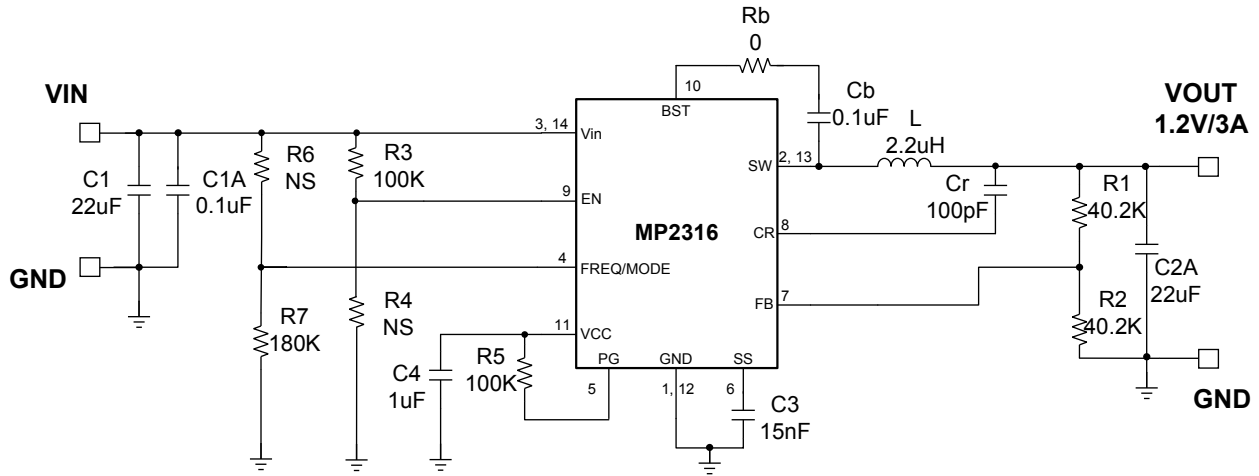 Rb
0
10
BST
Cb
0.1uF
L
2.2uH
VOUT
1.2V/3A
VIN
3, 14
Vin
SW
2, 13
C1
22uF
C1A
0.1uF
R6
NS
R3
100K
9
EN
Cr
100pF
R1
40.2K
MP2316
CR
8
GND
4
FREQ/MODE
FB
7
C2A
22uF
R7
180K
R4
NS
R2
40.2K
11
VCC
C4
1uF
R5
100K
PG
GND
SS
5
1, 12
6
C3
15nF
GND